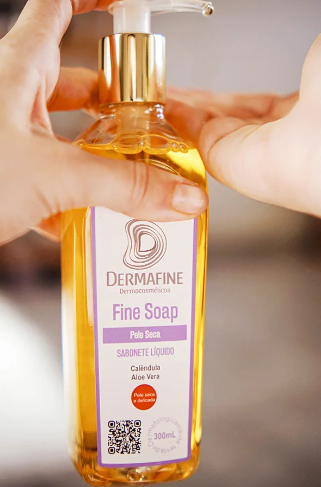 DERMAFINE
Dermocosméticos
Fine Soap
Pele Seca
SABONETE LÍQUIDO
Calêndula
Aloe Vera
Pele seca
e delicada
300mL